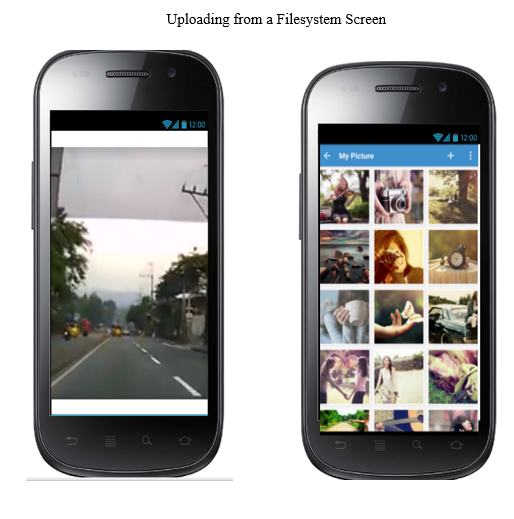 Uploading from a Filesystem Screen
12:00
12:00
My Picture